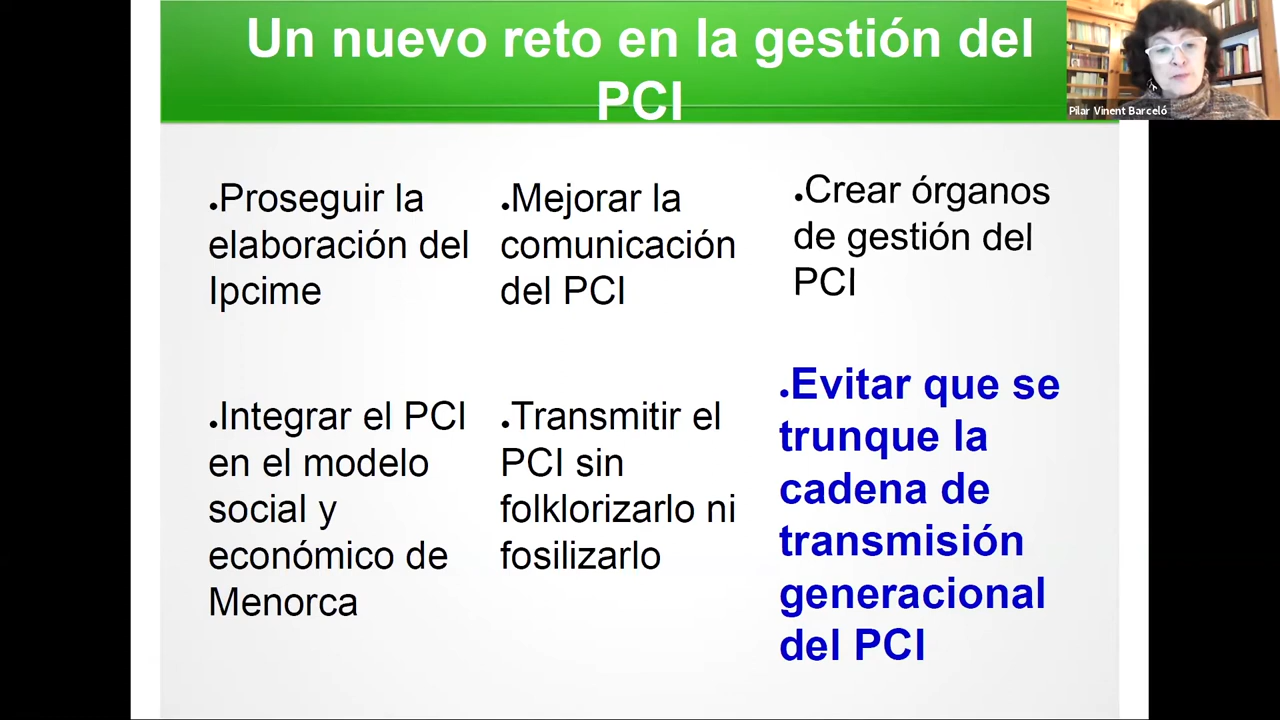 Un nuevo reto en la gestión del
PCI
Pilar Vinent Barceló
●Proseguir la
elaboración del
Ipcime
●Mejorar la
comunicación
del PCI
●Crear órganos
de gestión del
PCI
●Integrar el PCI
en el modelo
social y
económico de
Menorca
●Transmitir el
PCI sin
folklorizarlo ni
fosilizarlo
●Evitar que se
trunque la
cadena de
transmisión
generacional
del PCI